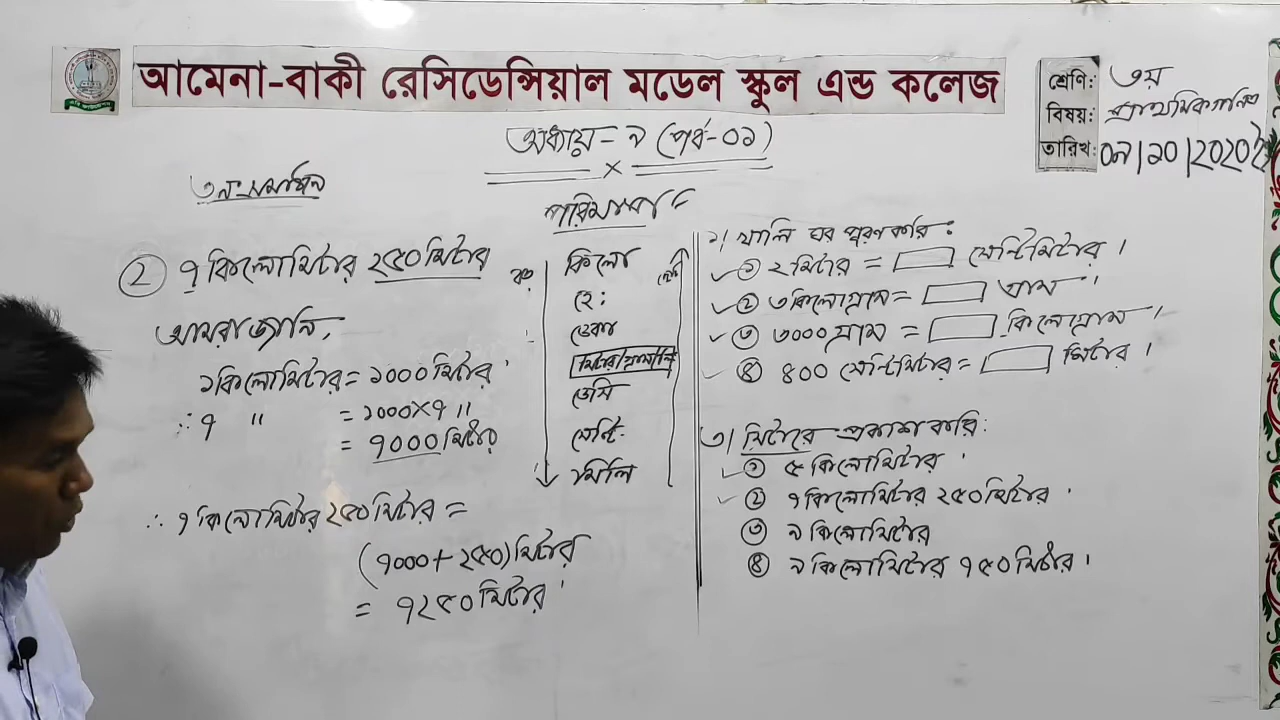 আমেনা-বাকী রেসিডেন্সিয়াল মডেল স্কুল এন্ড কলেজ
শ্রেণি: ৩য়
বিষয়: প্রাথমিক গণিত
তারিখ: ০৭/১০/২০২০ইং
অধ্যায়- ৯ (পর্ব-০১)
৩নং সমাধান
② ৭ কিলোমিটার ২৫০ মিটার
আমরা জানি,
১ কিলোমিটার = ১০০০ মিটার
∴ ৭ " = ১০০০×৭ "
= ৭০০০ মিটার
∴ ৭ কিলোমিটার ২৫০ মিটার =
(৭০০০ + ২৫০) মিটার
= ৭২৫০ মিটার
পরিমাপ
কিলো
হে:
ডেকা
মিটার/গ্রাম/লি
ডেসি
সেন্টি
মিলি
১। খালি ঘর পূরণ করি:
① ২ মিটার = সেন্টিমিটার।
② ৩ কিলোগ্রাম = গ্রাম।
③ ৩০০০ গ্রাম = কিলোগ্রাম।
④ ৪০০ সেন্টিমিটার = মিটার।
৩। মিটারে প্রকাশ করি:
① ৫ কিলোমিটার
② ৭ কিলোমিটার ২৫০ মিটার
③ ৯ কিলোমিটার
④ ৯ কিলোমিটার ৭৫০ মিটার।